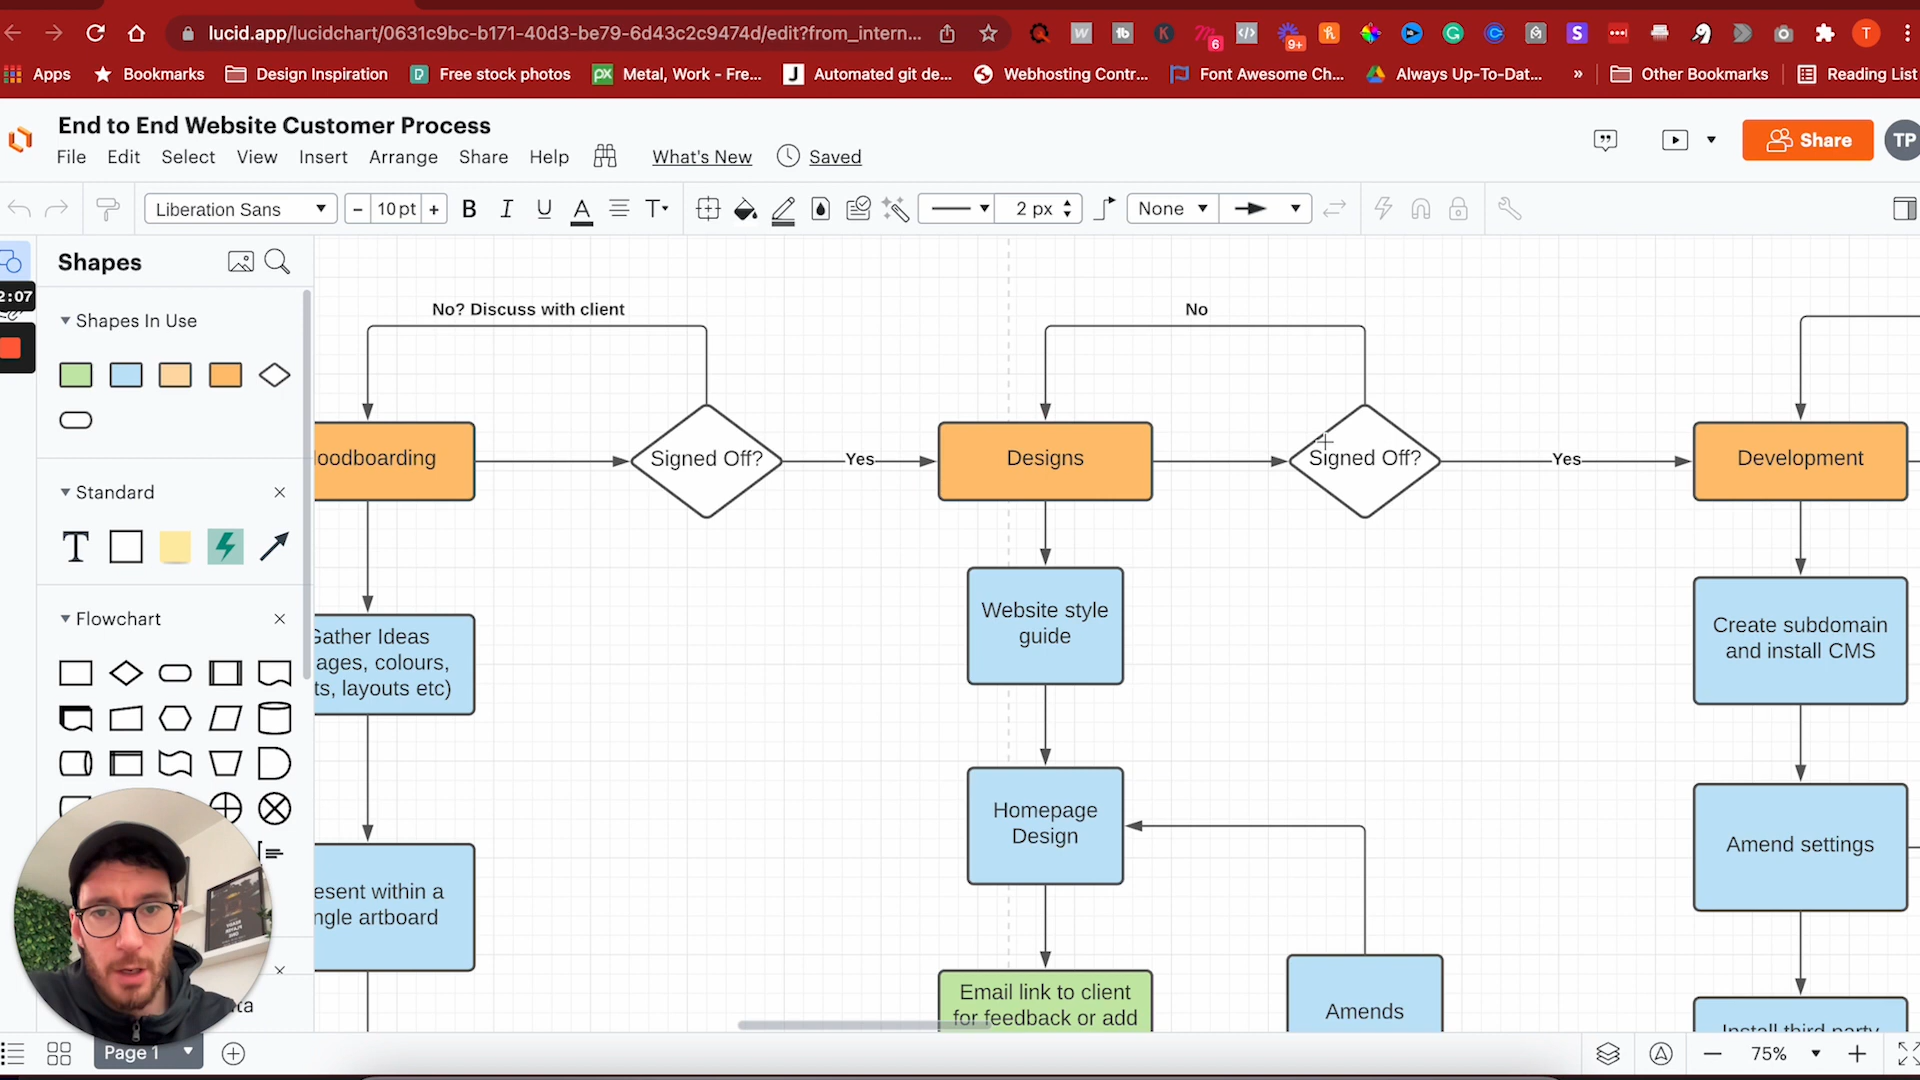 lucid.app/lucidchart/0631c9bc-b171-40d3-be79-6d43c2c9474d/edit?from_intern...
6
9+
T
Apps
Bookmarks
Design Inspiration
Free stock photos
Metal, Work - Fre...
Automated git de...
Webhosting Contr...
Font Awesome Ch...
Always Up-To-Dat...
»
Other Bookmarks
Reading List
End to End Website Customer Process
File Edit Select View Insert Arrange Share Help What's New Saved
Share
TP
Liberation Sans
- 10 pt +
B I U A T
2 px
None
Shapes
2:07
Shapes In Use
Standard
T
Flowchart
No? Discuss with client
No
oodboarding
Signed Off?
Yes
Designs
Signed Off?
Yes
Development
Gather Ideas
ages, colours,
ts, layouts etc)
Website style
guide
Create subdomain
and install CMS
Homepage
Design
Amend settings
esent within a
ngle artboard
Email link to client
for feedback or add
Amends
Install third party
ta
Page 1
75%